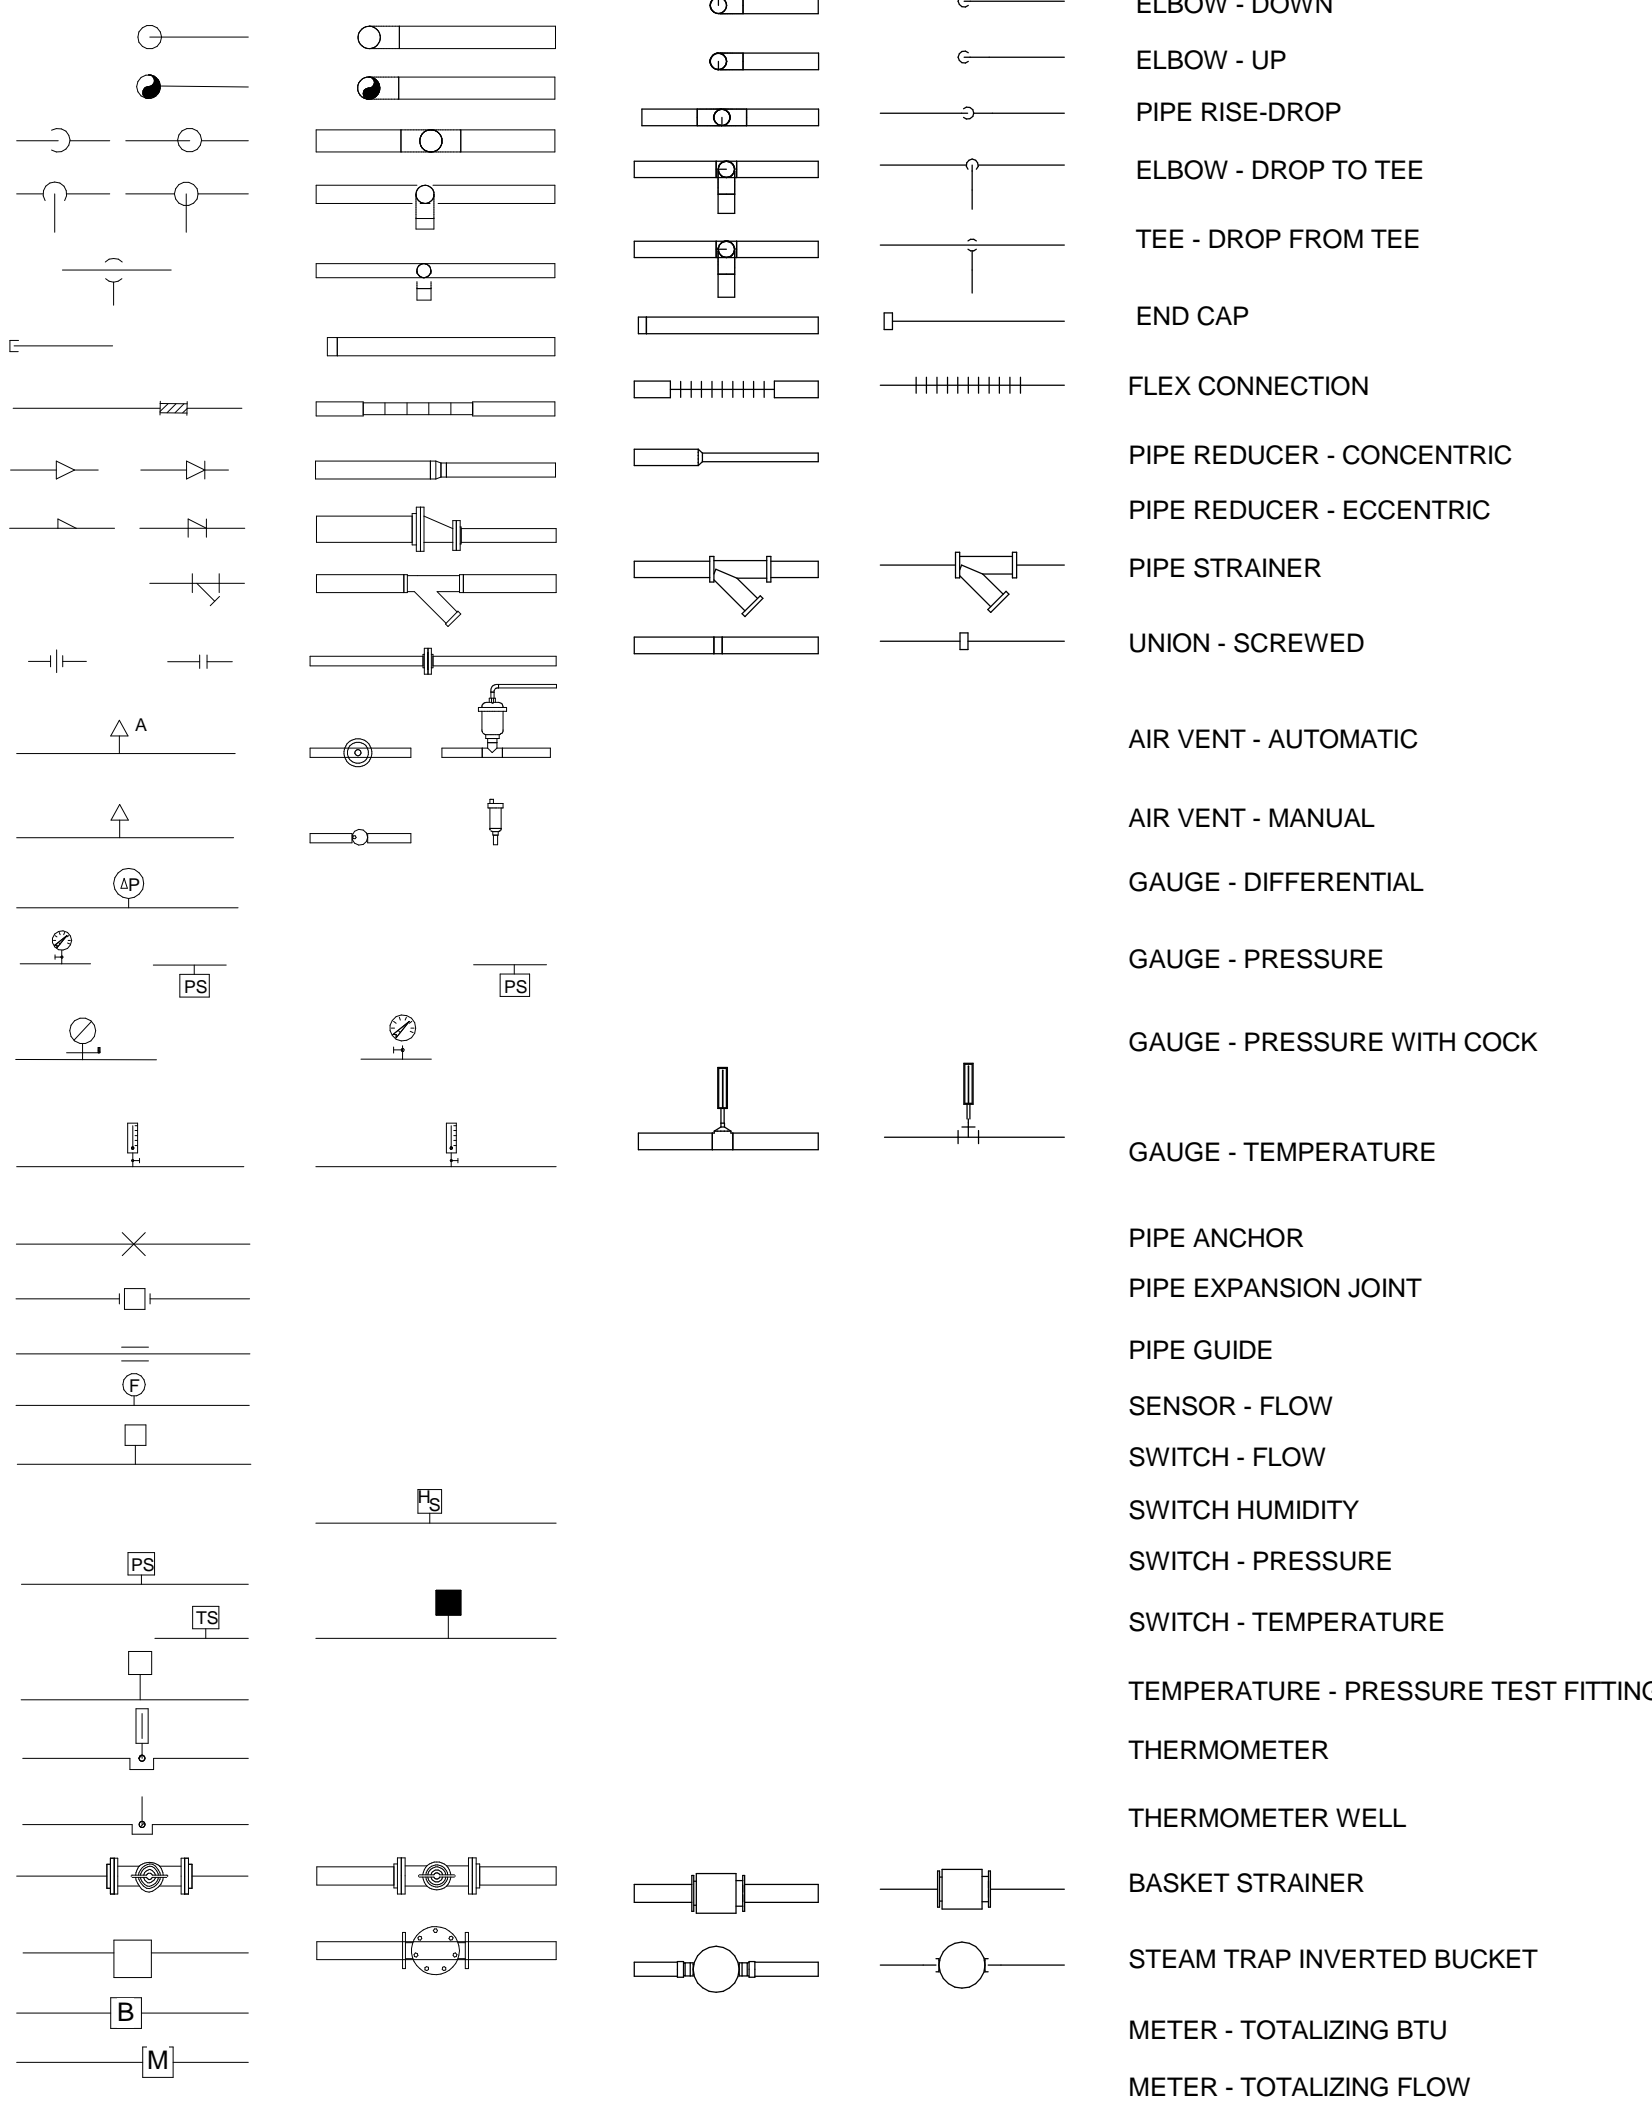 ELBOW - DOWN
ELBOW - UP
PIPE RISE-DROP
ELBOW - DROP TO TEE
TEE - DROP FROM TEE
END CAP
FLEX CONNECTION
PIPE REDUCER - CONCENTRIC
PIPE REDUCER - ECCENTRIC
PIPE STRAINER
UNION - SCREWED
A
AIR VENT - AUTOMATIC
AIR VENT - MANUAL
ΔP
GAUGE - DIFFERENTIAL
GAUGE - PRESSURE
PS PS
GAUGE - PRESSURE WITH COCK
GAUGE - TEMPERATURE
PIPE ANCHOR
PIPE EXPANSION JOINT
PIPE GUIDE
F
SENSOR - FLOW
SWITCH - FLOW
HS
SWITCH HUMIDITY
PS
SWITCH - PRESSURE
TS
SWITCH - TEMPERATURE
TEMPERATURE - PRESSURE TEST FITTING
THERMOMETER
THERMOMETER WELL
BASKET STRAINER
STEAM TRAP INVERTED BUCKET
B
METER - TOTALIZING BTU
M
METER - TOTALIZING FLOW